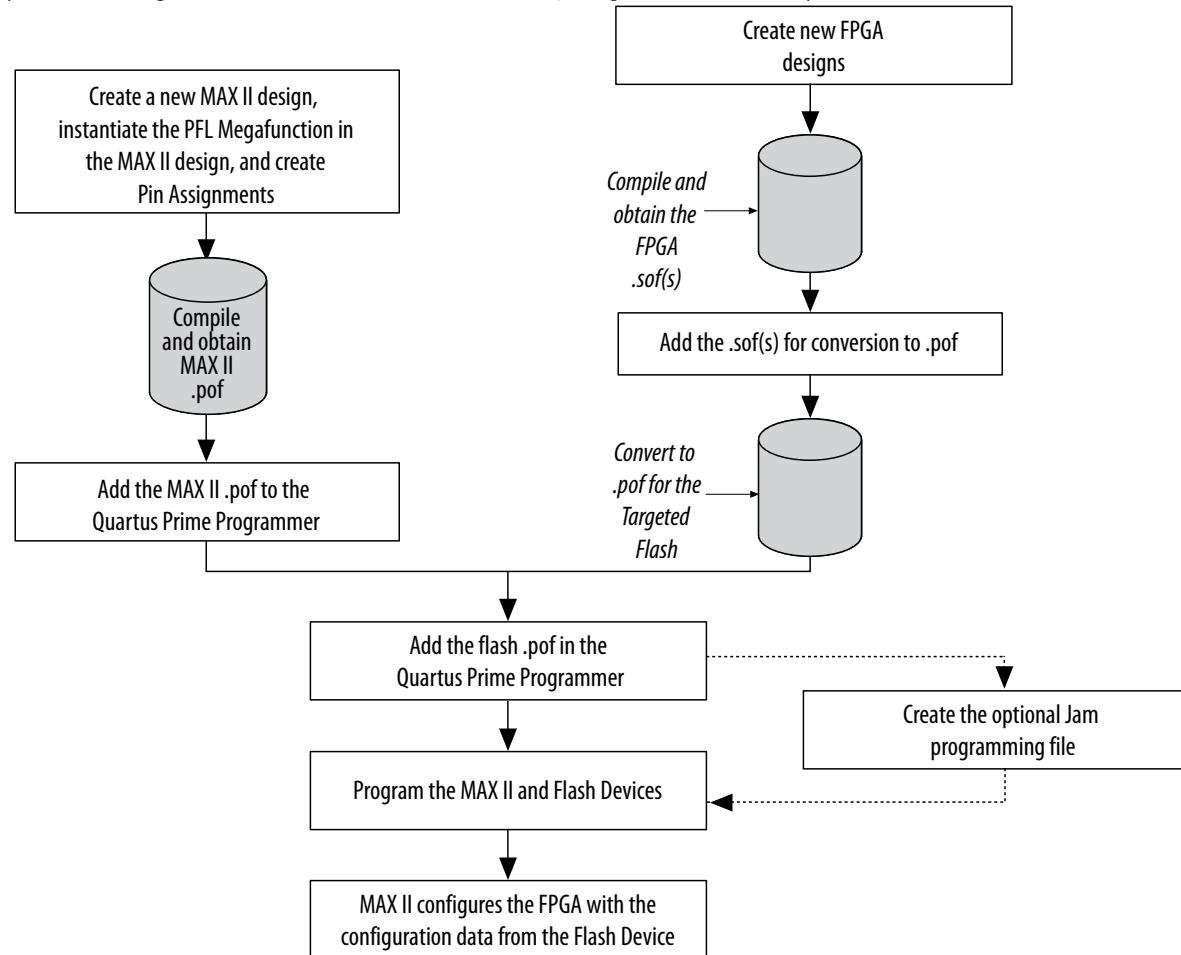 Create new FPGA
designs
Create a new MAX II design,
instantiate the PFL Megafunction in
the MAX II design, and create
Pin Assignments
Compile and
obtain the
FPGA
.sof(s)
Compile
and obtain
MAX II
.pof
Add the .sof(s) for conversion to .pof
Convert to
.pof for the
Targeted
Flash
Add the MAX II .pof to the
Quartus Prime Programmer
Add the flash .pof in the
Quartus Prime Programmer
Create the optional Jam
programming file
Program the MAX II and Flash Devices
MAX II configures the FPGA with the
configuration data from the Flash Device